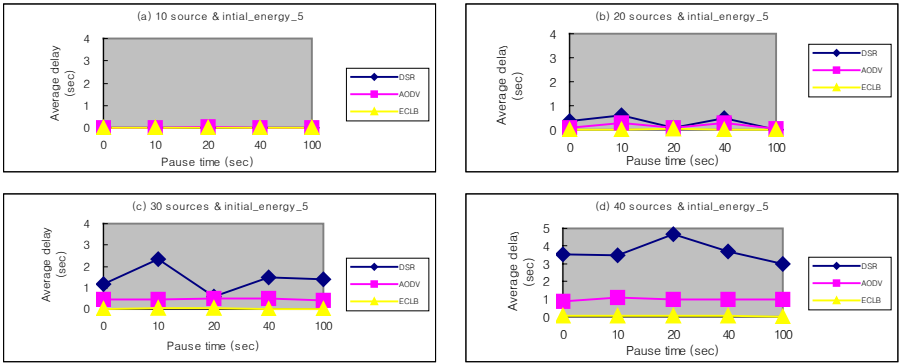 (a) 10 source & intial_energy_5
Average delay
(sec)
4
3
2
1
0
0 10 20 40 100
Pause time (sec)
DSR
AODV
ECLB
(b) 20 sources & intial_energy_5
Average delay
(sec)
4
3
2
1
0
0 10 20 40 100
Pause time (sec)
DSR
AODV
ECLB
(c) 30 sources & initial_energy_5
Average delay
(sec)
4
3
2
1
0
0 10 20 40 100
Pause time (sec)
DSR
AODV
ECLB
(d) 40 sources & intial_energy_5
Average delay
(sec)
5
4
3
2
1
0
0 10 20 40 100
Pause time (sec)
DSR
AODV
ECLB